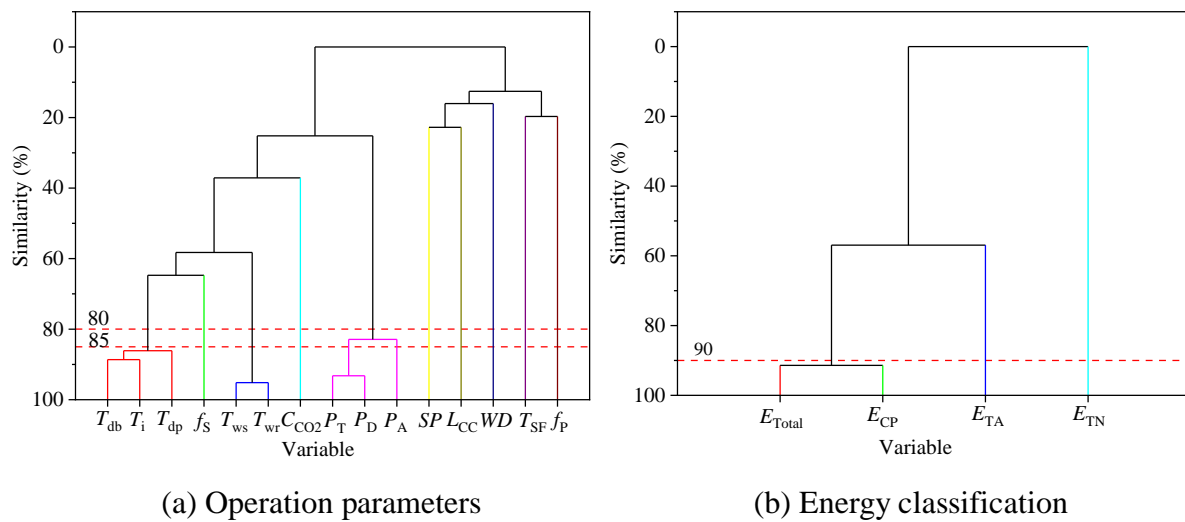 0
20
40
60
80
100
Similarity (%)
80
85
T_db T_i T_dp f_S T_ws T_wr C_CO2 P_T P_D P_A SP L_CC WD T_SF f_P
Variable
(a) Operation parameters
0
20
40
60
80
100
Similarity (%)
90
E_Total E_CP E_TA E_TN
Variable
(b) Energy classification